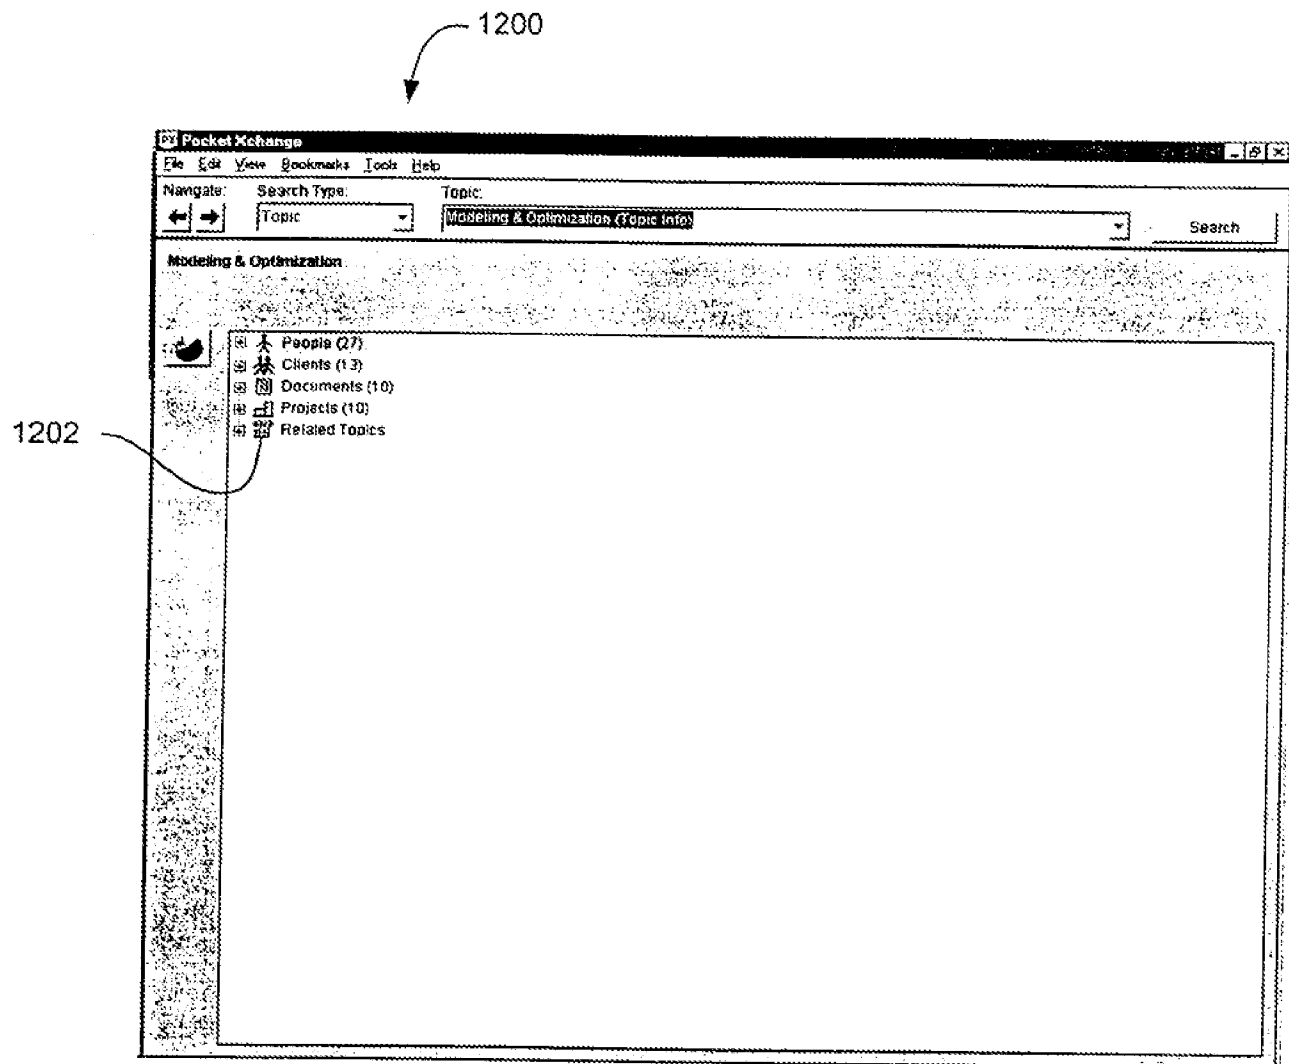 1200
PX Pocket Xchange
File Edit View Bookmarks Tools Help
Navigate: Search Type: Topic:
Topic Modeling & Optimization (Topic Info) Search
Modeling & Optimization
People (27)
Clients (13)
Documents (10)
Projects (10)
1202
Related Topics